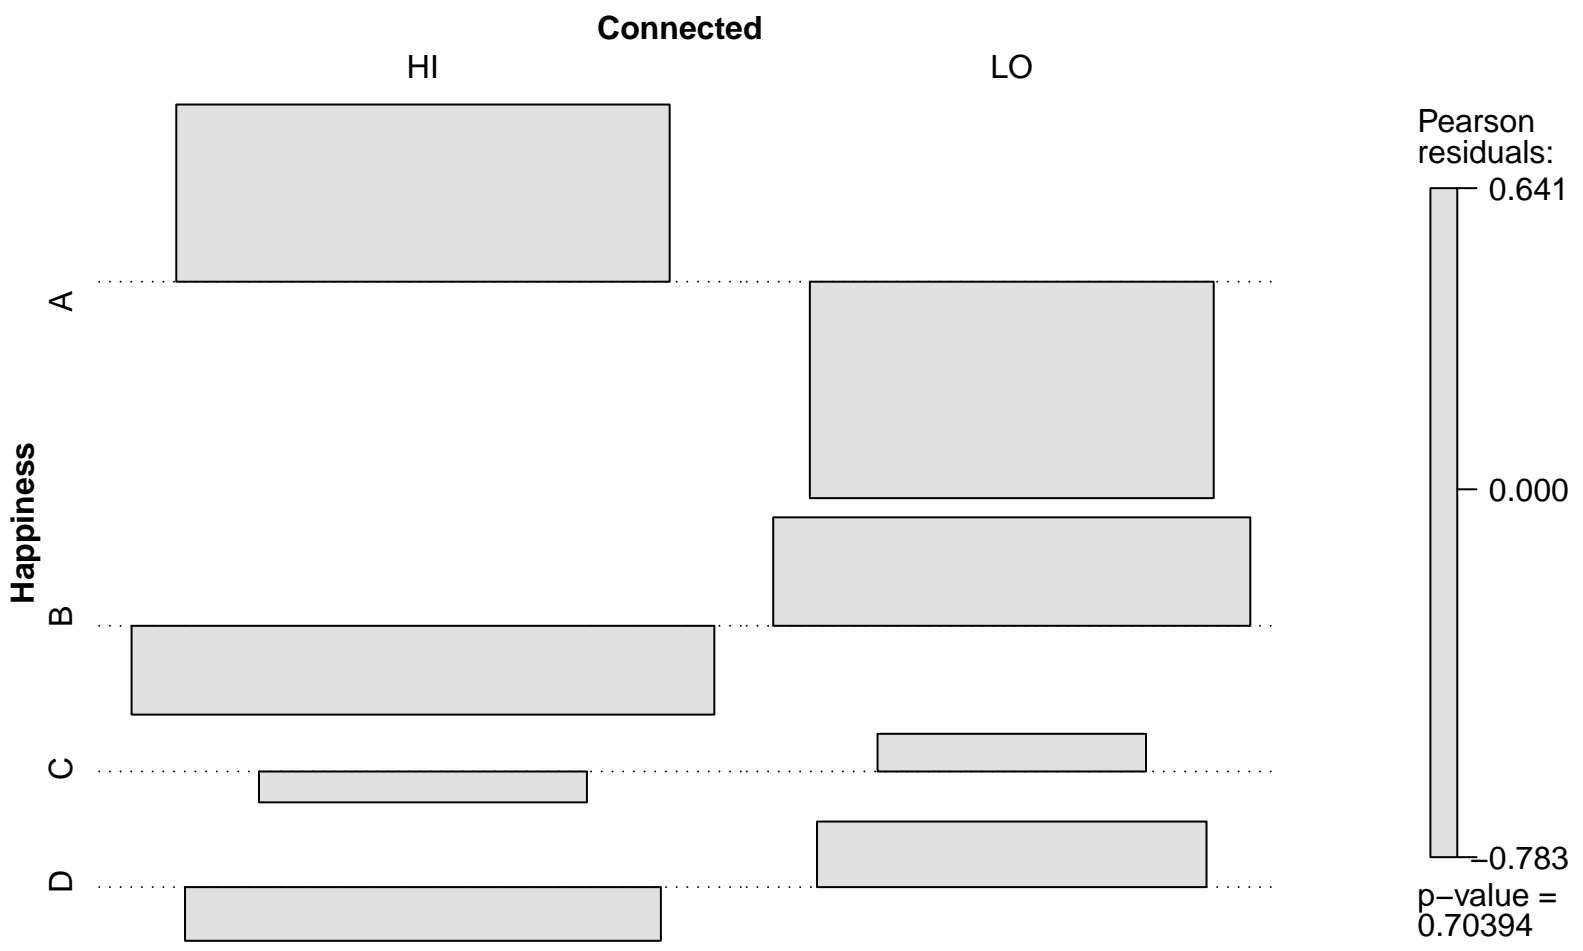 Connected
HI LO
Happiness
A
B
C
D
Pearson
residuals:
0.641
0.000
−0.783
p−value =
0.70394